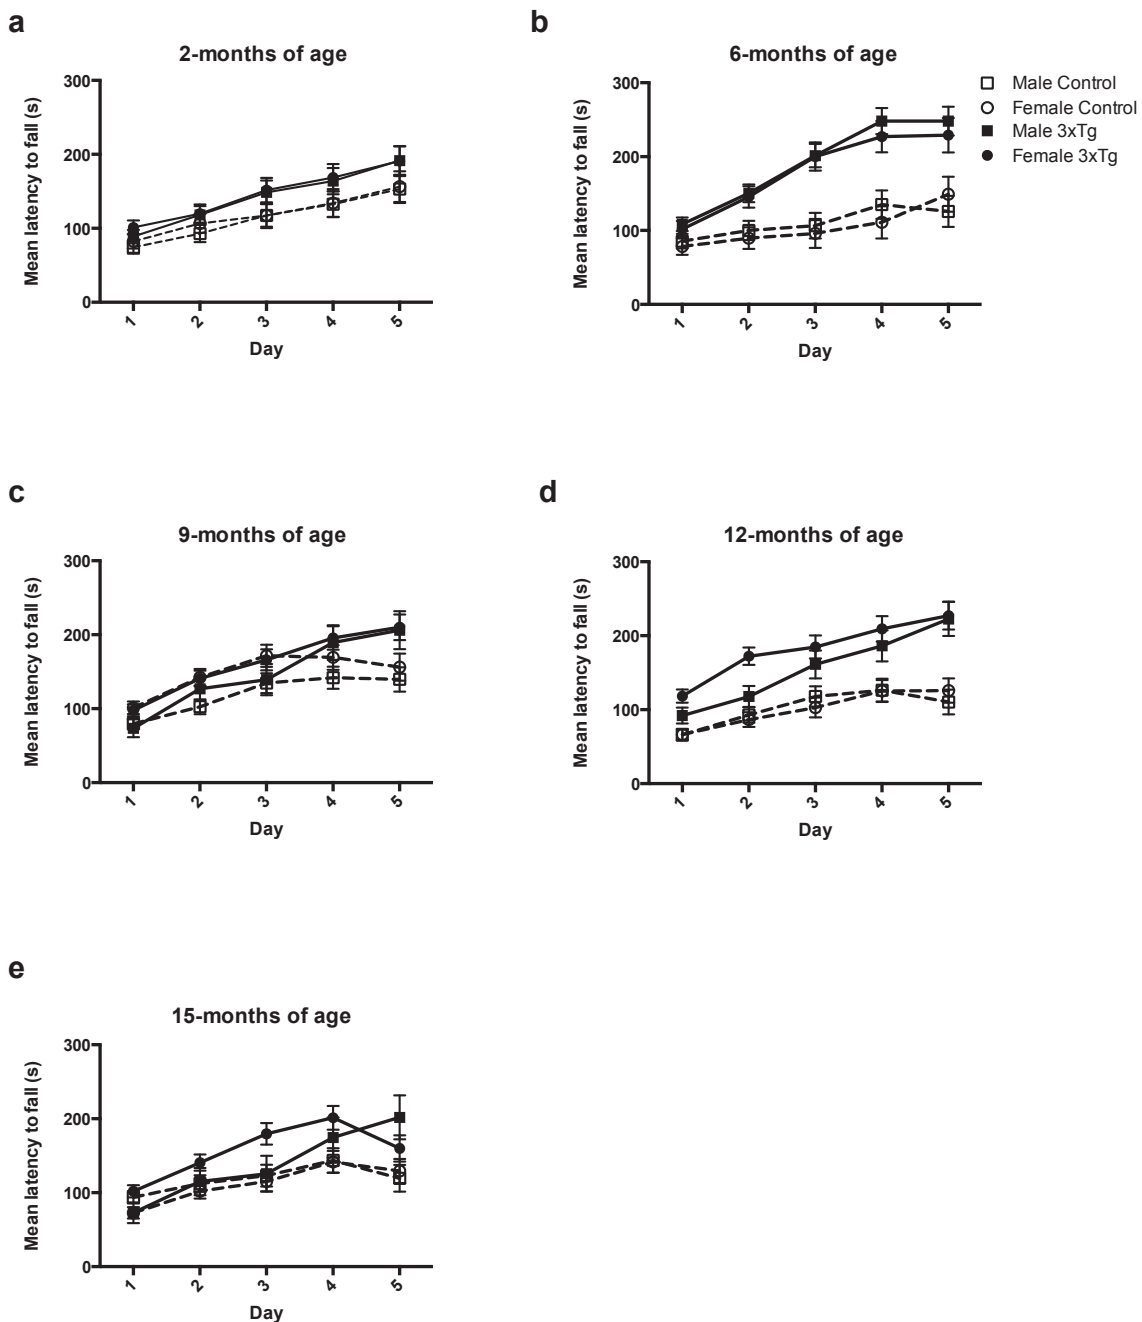 a
2-months of age
Mean latency to fall (s)
300
200
100
0
1 2 3 4 5
Day
b
6-months of age
Mean latency to fall (s)
300
200
100
0
1 2 3 4 5
Day
Male Control
Female Control
Male 3xTg
Female 3xTg
c
9-months of age
Mean latency to fall (s)
300
200
100
0
1 2 3 4 5
Day
d
12-months of age
Mean latency to fall (s)
300
200
100
0
1 2 3 4 5
Day
e
15-months of age
Mean latency to fall (s)
300
200
100
0
1 2 3 4 5
Day